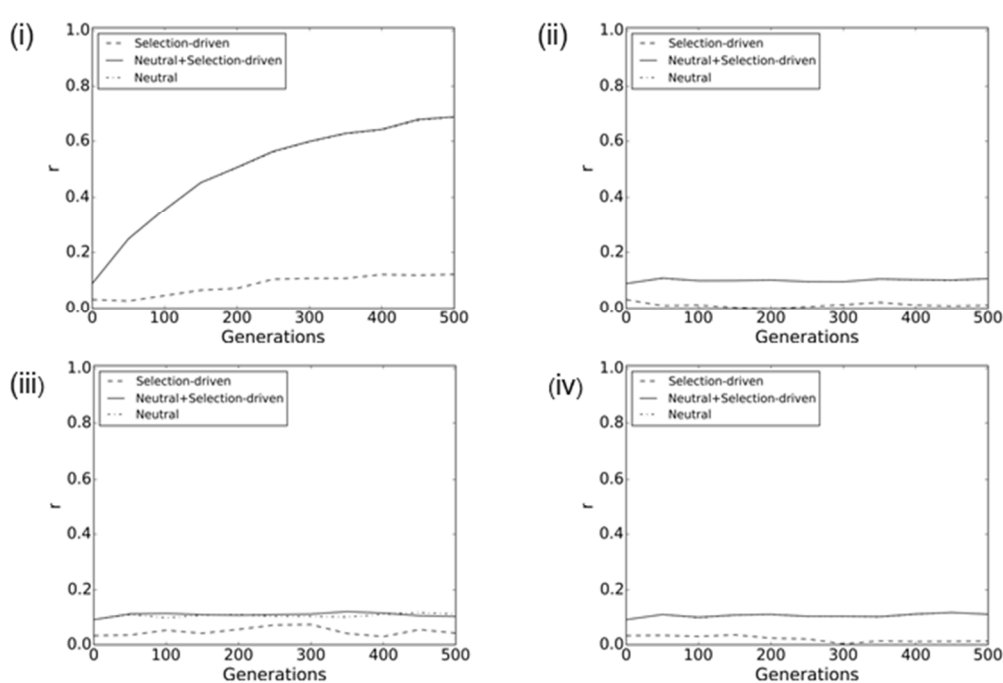 (i)
1.0
0.8
0.6
0.4
0.2
0.0
r
Selection-driven
Neutral+Selection-driven
Neutral
0 100 200 300 400 500
Generations
(ii)
1.0
0.8
0.6
0.4
0.2
0.0
r
Selection-driven
Neutral+Selection-driven
Neutral
0 100 200 300 400 500
Generations
(iii)
1.0
0.8
0.6
0.4
0.2
0.0
r
Selection-driven
Neutral+Selection-driven
Neutral
0 100 200 300 400 500
Generations
(iv)
1.0
0.8
0.6
0.4
0.2
0.0
r
Selection-driven
Neutral+Selection-driven
Neutral
0 100 200 300 400 500
Generations